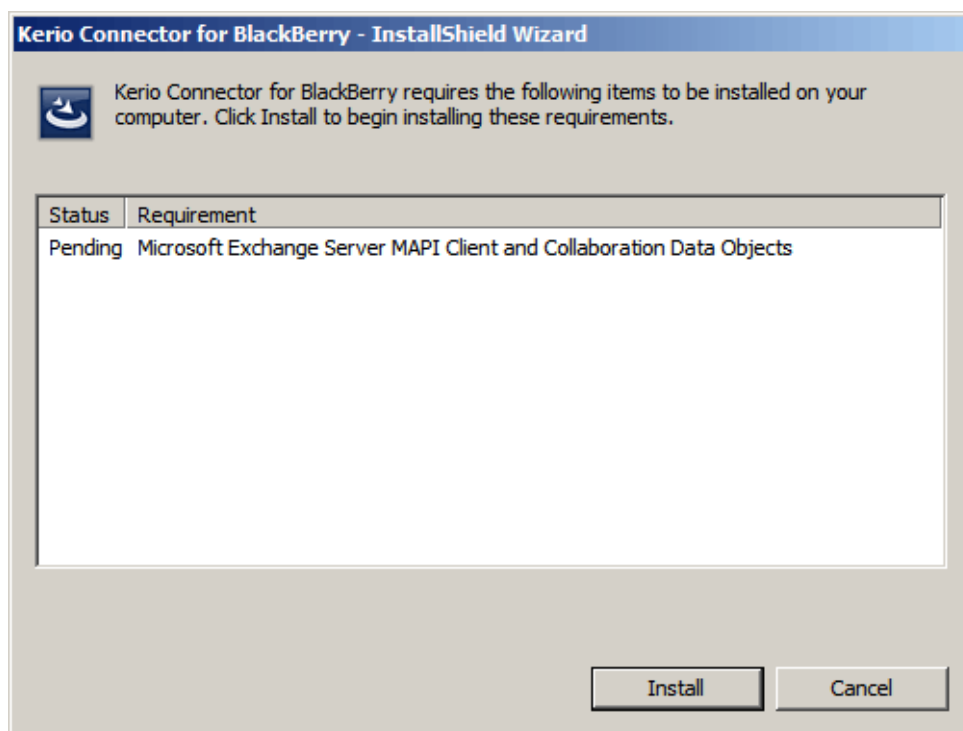 Kerio Connector for BlackBerry - InstallShield Wizard
Kerio Connector for BlackBerry requires the following items to be installed on your
computer. Click Install to begin installing these requirements.
Status Requirement
Pending Microsoft Exchange Server MAPI Client and Collaboration Data Objects
Install Cancel